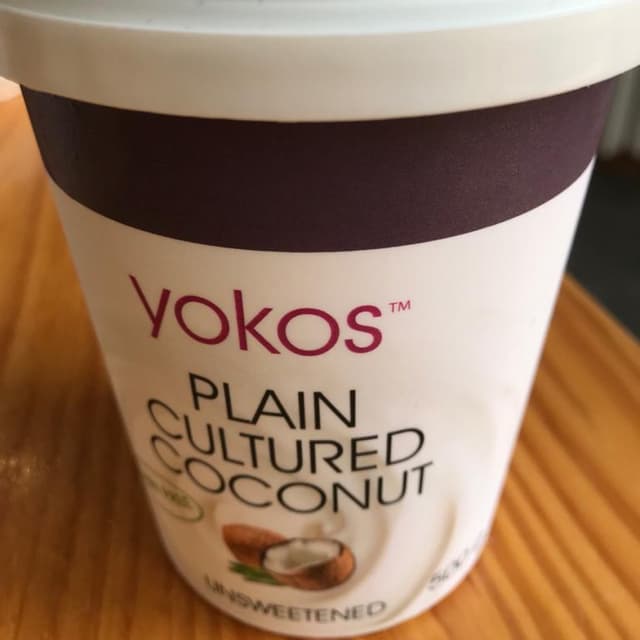 YOKOS™
PLAIN
CULTURED
COCONUT
UNSWEETENED